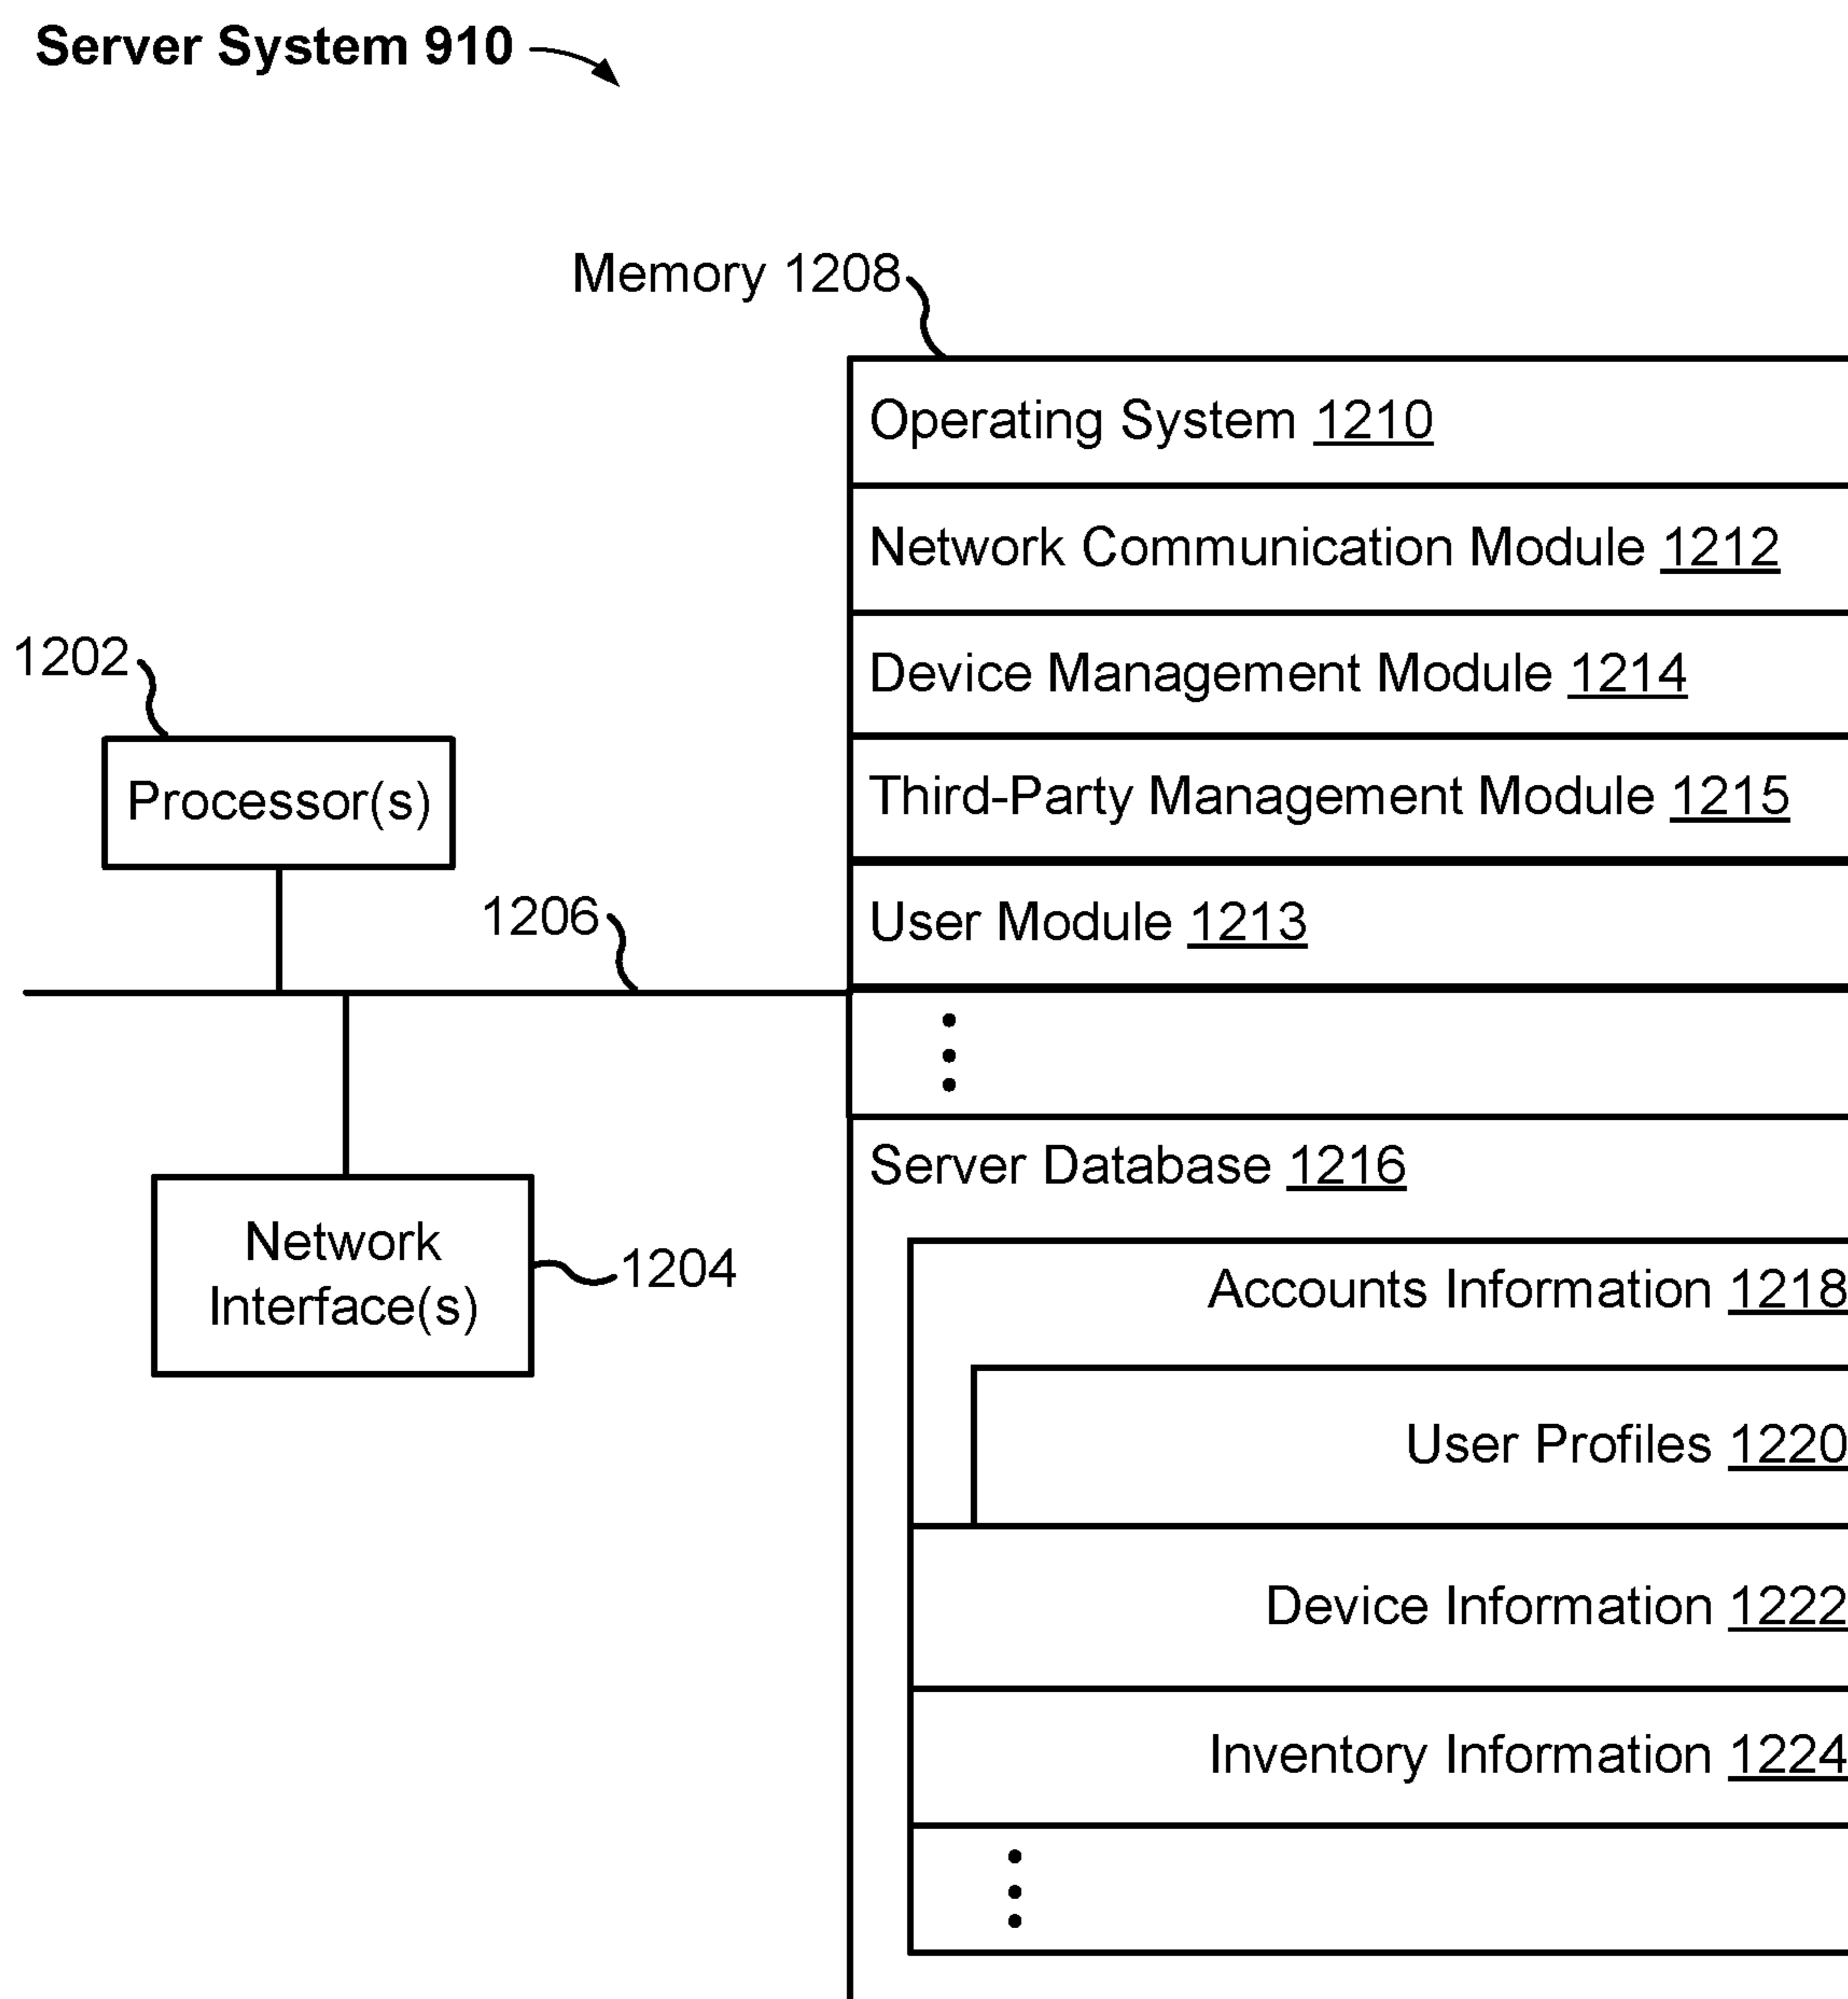 Server System 910
Memory 1208
Operating System 1210
Network Communication Module 1212
Device Management Module 1214
Third-Party Management Module 1215
User Module 1213
1202
Processor(s)
1206
Network
Interface(s)
1204
Server Database 1216
Accounts Information 1218
User Profiles 1220
Device Information 1222
Inventory Information 1224